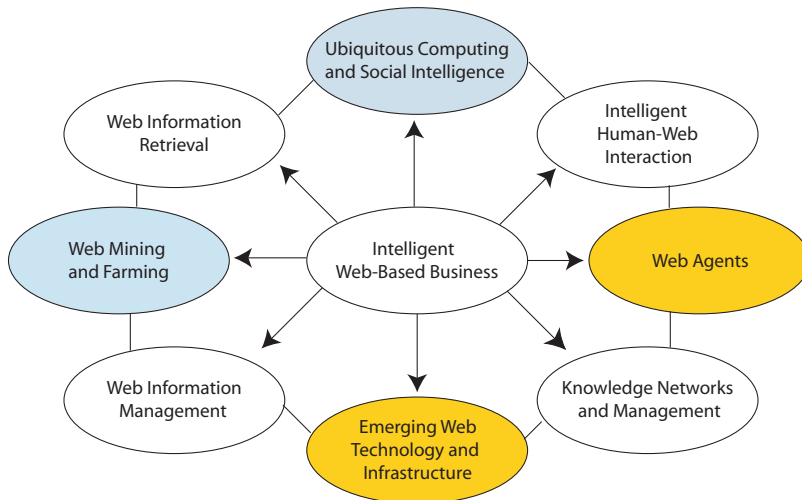 Ubiquitous Computing
and Social Intelligence
Web Information
Retrieval
Intelligent
Human-Web
Interaction
Web Mining
and Farming
Intelligent
Web-Based Business
Web Agents
Web Information
Management
Knowledge Networks
and Management
Emerging Web
Technology and
Infrastructure